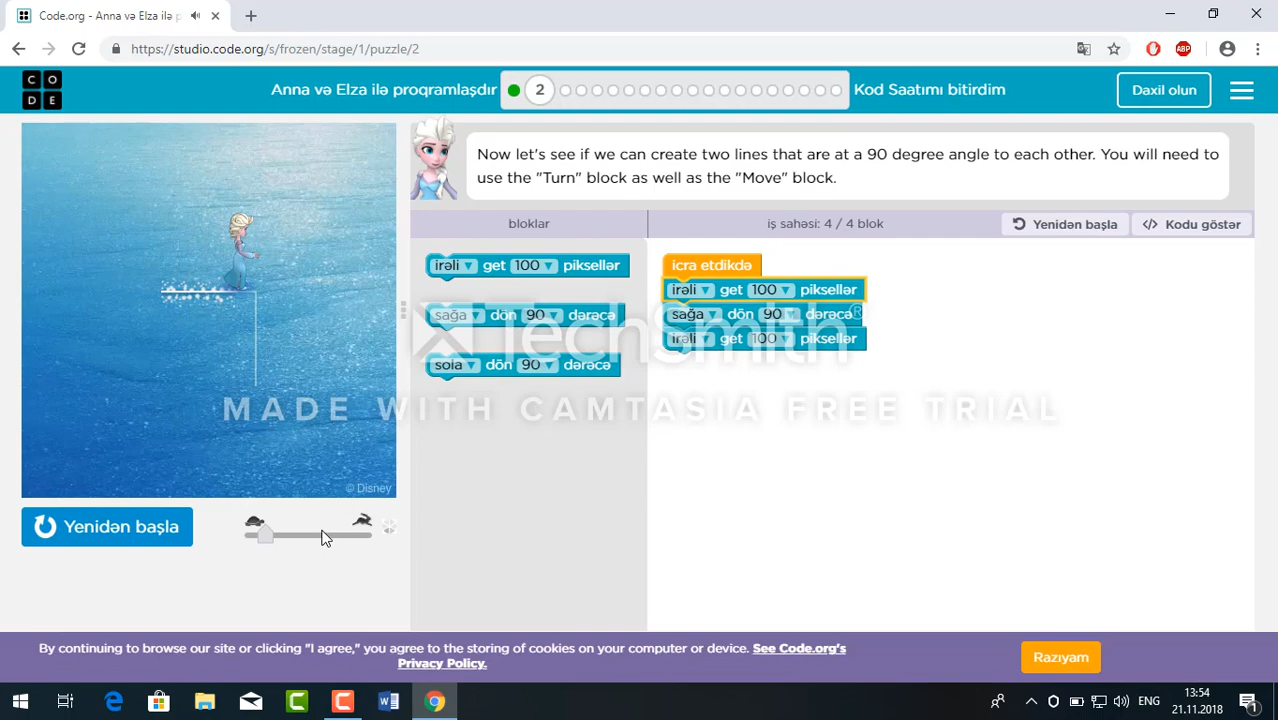 Code.org - Anna və Elza ilə p
https://studio.code.org/s/frozen/stage/1/puzzle/2
ABP
C O
D E
Anna və Elza ilə proqramlaşdır
2
Kod Saatımı bitirdim
Daxil olun
Now let's see if we can create two lines that are at a 90 degree angle to each other. You will need to
use the "Turn" block as well as the "Move" block.
bloklar
iş sahəsi: 4 / 4 blok
Yenidən başla
Kodu göstər
irəli get 100 piksellər
sağa dön 90 dərəcə
sola dön 90 dərəcə
icra etdikdə
irəli get 100 piksellər
sağa dön 90 dərəcə
irəli get 100 piksellər
TechSmith®
MADE WITH CAMTASIA FREE TRIAL
© Disney
Yenidən başla
By continuing to browse our site or clicking "I agree," you agree to the storing of cookies on your computer or device. See Code.org's
Privacy Policy.
Razıyam
ENG
13:54
21.11.2018
1